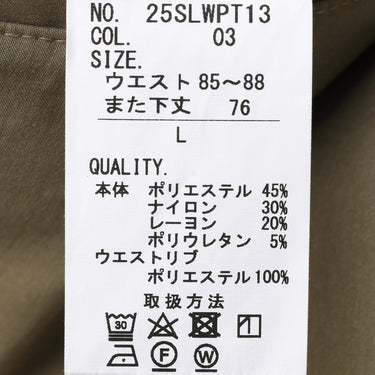 NO. 25SLWPT13
COL. 03
SIZE.
ウエスト 85～88
また下丈 76
L
QUALITY.
本体 ポリエステル 45%
ナイロン 30%
レーヨン 20%
ポリウレタン 5%
ウエストリブ
ポリエステル 100%
取扱方法
30
F W